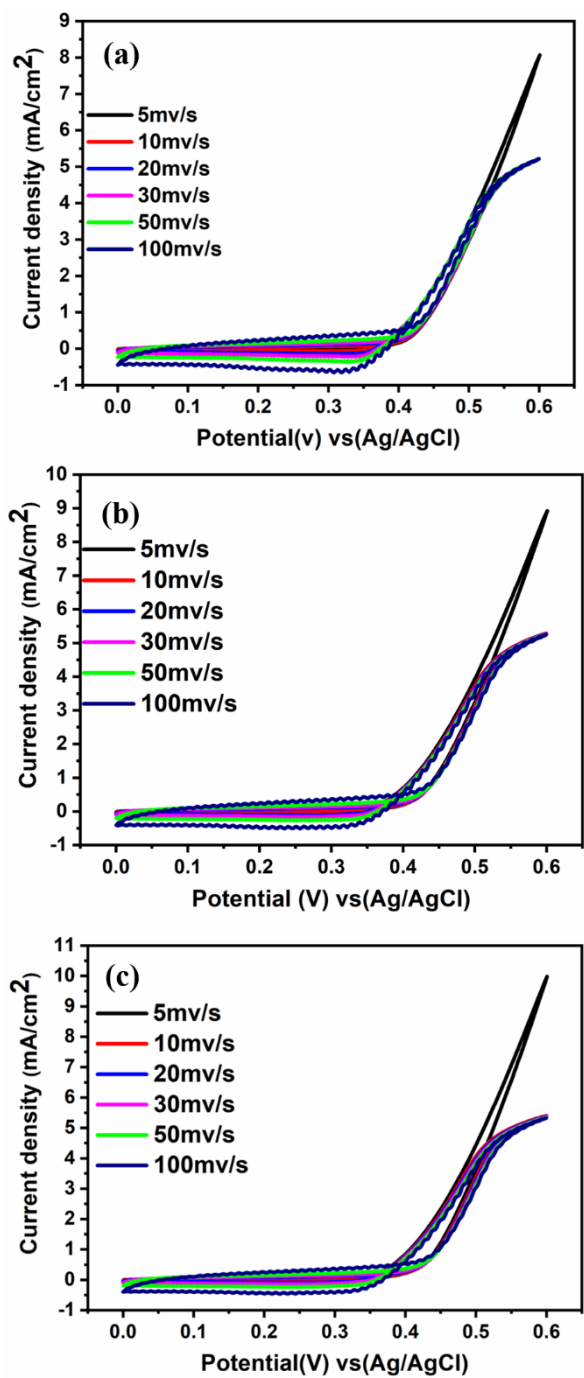 (a)
9
8
7
6
5
4
3
2
1
0
-1
Current density (mA/cm2)
5mv/s
10mv/s
20mv/s
30mv/s
50mv/s
100mv/s
0.0 0.1 0.2 0.3 0.4 0.5 0.6
Potential(v) vs(Ag/AgCl)
(b)
10
9
8
7
6
5
4
3
2
1
0
-1
Current density (mA/cm2)
5mv/s
10mv/s
20mv/s
30mv/s
50mv/s
100mv/s
0.0 0.1 0.2 0.3 0.4 0.5 0.6
Potential (V) vs(Ag/AgCl)
(c)
11
10
9
8
7
6
5
4
3
2
1
0
-1
Current density (mA/cm2)
5mv/s
10mv/s
20mv/s
30mv/s
50mv/s
100mv/s
0.0 0.1 0.2 0.3 0.4 0.5 0.6
Potential(V) vs(Ag/AgCl)